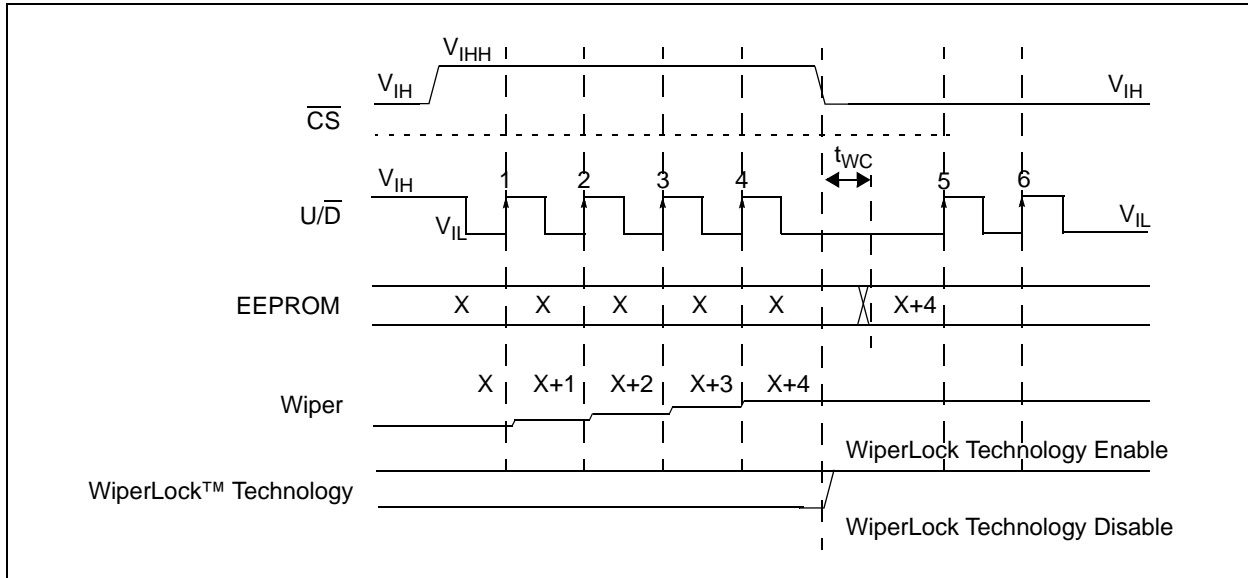 V_IHH
V_IH V_IH
C̅S̅
t_WC
V_IH 1 2 3 4 5 6
U/D̅
V_IL V_IL
EEPROM X X X X X X+4
X X+1 X+2 X+3 X+4
Wiper
WiperLock Technology Enable
WiperLock™ Technology
WiperLock Technology Disable